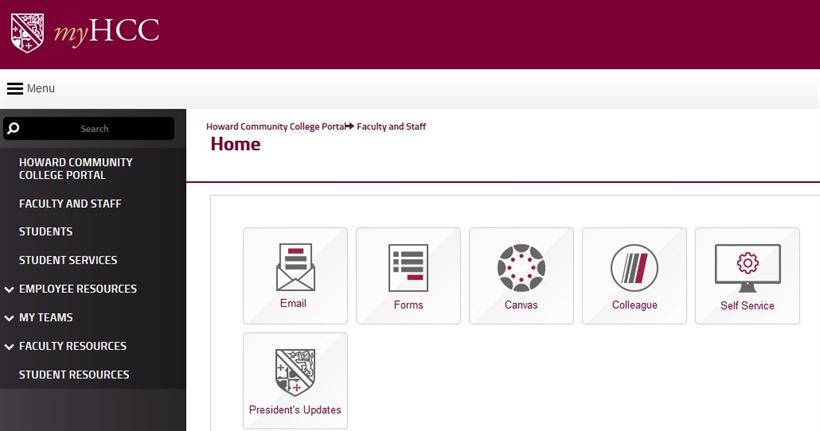 myHCC
Menu
Search
HOWARD COMMUNITY
COLLEGE PORTAL
FACULTY AND STAFF
STUDENTS
STUDENT SERVICES
EMPLOYEE RESOURCES
MY TEAMS
FACULTY RESOURCES
STUDENT RESOURCES
Howard Community College Portal Faculty and Staff
Home
Email
Forms
Canvas
Colleague
Self Service
President's Updates